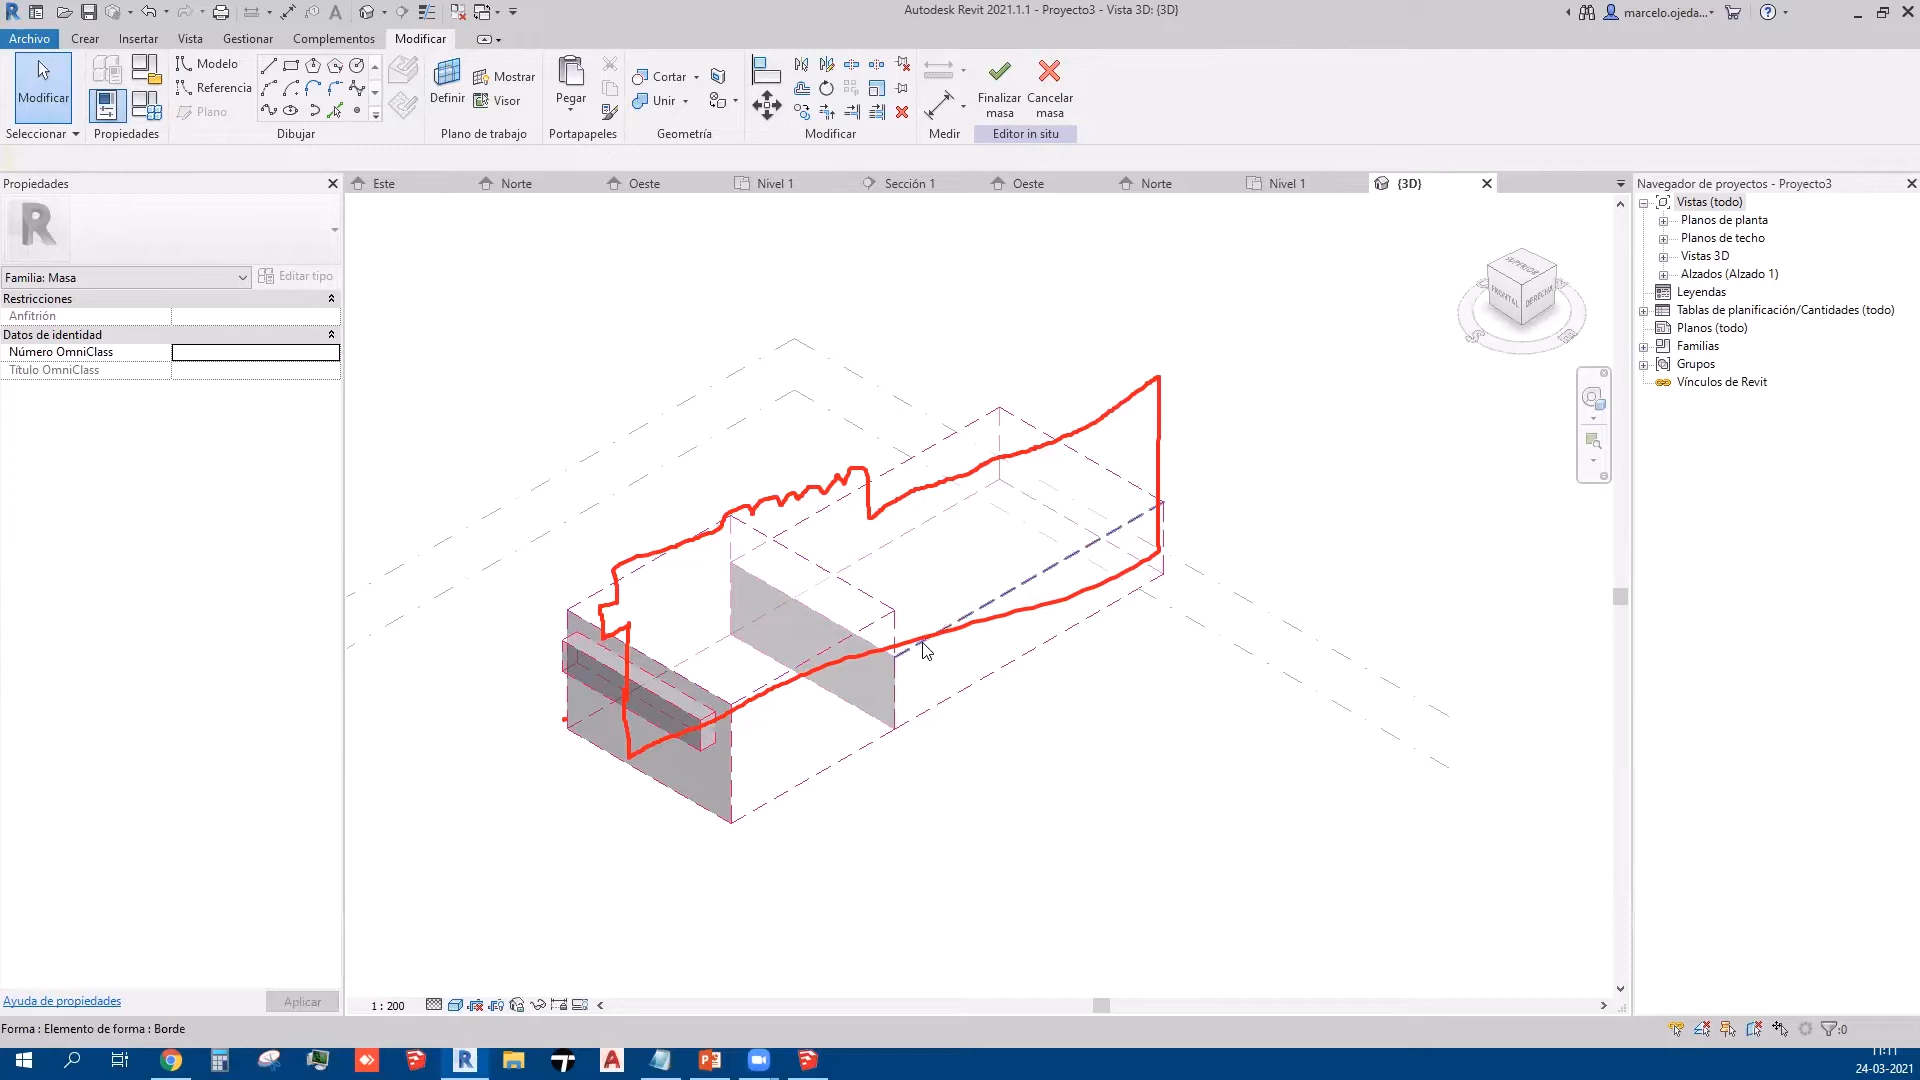 Autodesk Revit 2021.1.1 - Proyecto3 - Vista 3D: {3D}
marcelo.ojeda...
Archivo Crear Insertar Vista Gestionar Complementos Modificar
Modificar
Modelo
Referencia
Plano
Definir
Mostrar
Visor
Pegar
Cortar
Unir
Finalizar masa
Cancelar masa
Seleccionar Propiedades Dibujar Plano de trabajo Portapapeles Geometría Modificar Medir Editor in situ
Propiedades
Este Norte Oeste Nivel 1 Sección 1 Oeste Norte Nivel 1 {3D}
Navegador de proyectos - Proyecto3
R
Familia: Masa
Editar tipo
Restricciones
Anfitrión
Datos de identidad
Número OmniClass
Título OmniClass
SUPERIOR
FRONTAL
DERECHA
Vistas (todo)
Planos de planta
Planos de techo
Vistas 3D
Alzados (Alzado 1)
Leyendas
Tablas de planificación/Cantidades (todo)
Planos (todo)
Familias
Grupos
Vínculos de Revit
Ayuda de propiedades
Aplicar
1 : 200
Forma : Elemento de forma : Borde
:0
11:11
24-03-2021